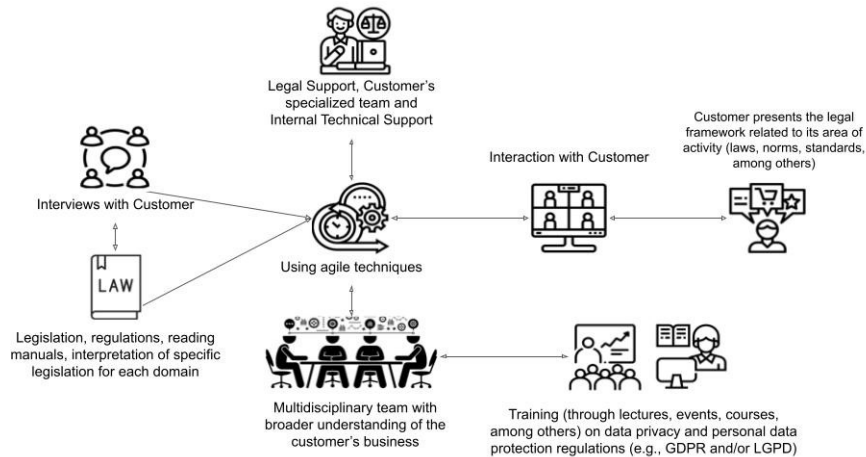 Legal Support, Customer's
specialized team and
Internal Technical Support
Customer presents the legal
framework related to its area of
activity (laws, norms, standards,
among others)
Interaction with Customer
Interviews with Customer
Using agile techniques
LAW
Legislation, regulations, reading
manuals, interpretation of specific
legislation for each domain
Multidisciplinary team with
broader understanding of the
customer's business
Training (through lectures, events, courses,
among others) on data privacy and personal data
protection regulations (e.g., GDPR and/or LGPD)